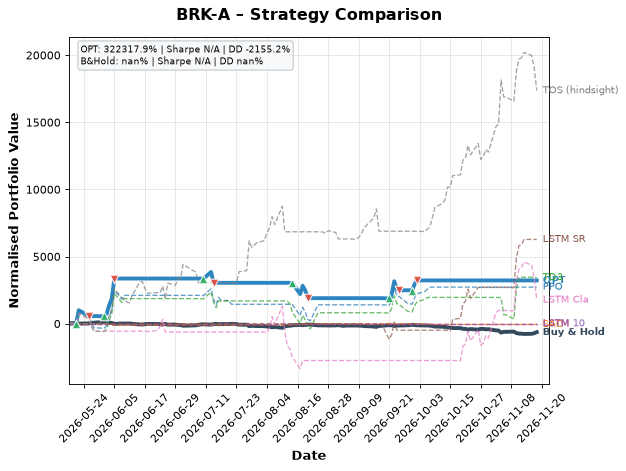 BRK-A – Strategy Comparison
OPT: 322317.9% | Sharpe N/A | DD -2155.2%
B&Hold: nan% | Sharpe N/A | DD nan%
Normalised Portfolio Value
20000
15000
10000
5000
0
TOS (hindsight)
LSTM SR
OPT
PPO
LSTM Cla
LSTM 10
Buy & Hold
2026-05-24
2026-06-05
2026-06-17
2026-06-29
2026-07-11
2026-07-23
2026-08-04
2026-08-16
2026-08-28
2026-09-09
2026-09-21
2026-10-03
2026-10-15
2026-10-27
2026-11-08
2026-11-20
Date